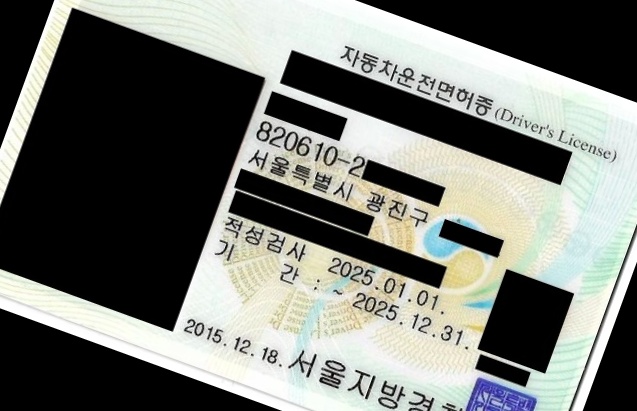 자동차운전면허증 (Driver's License)
820610-2
서울특별시 광진구
적성검사 2025.01.01.
기 간 : ~ 2025.12.31.
2015. 12. 18. 서울지방경